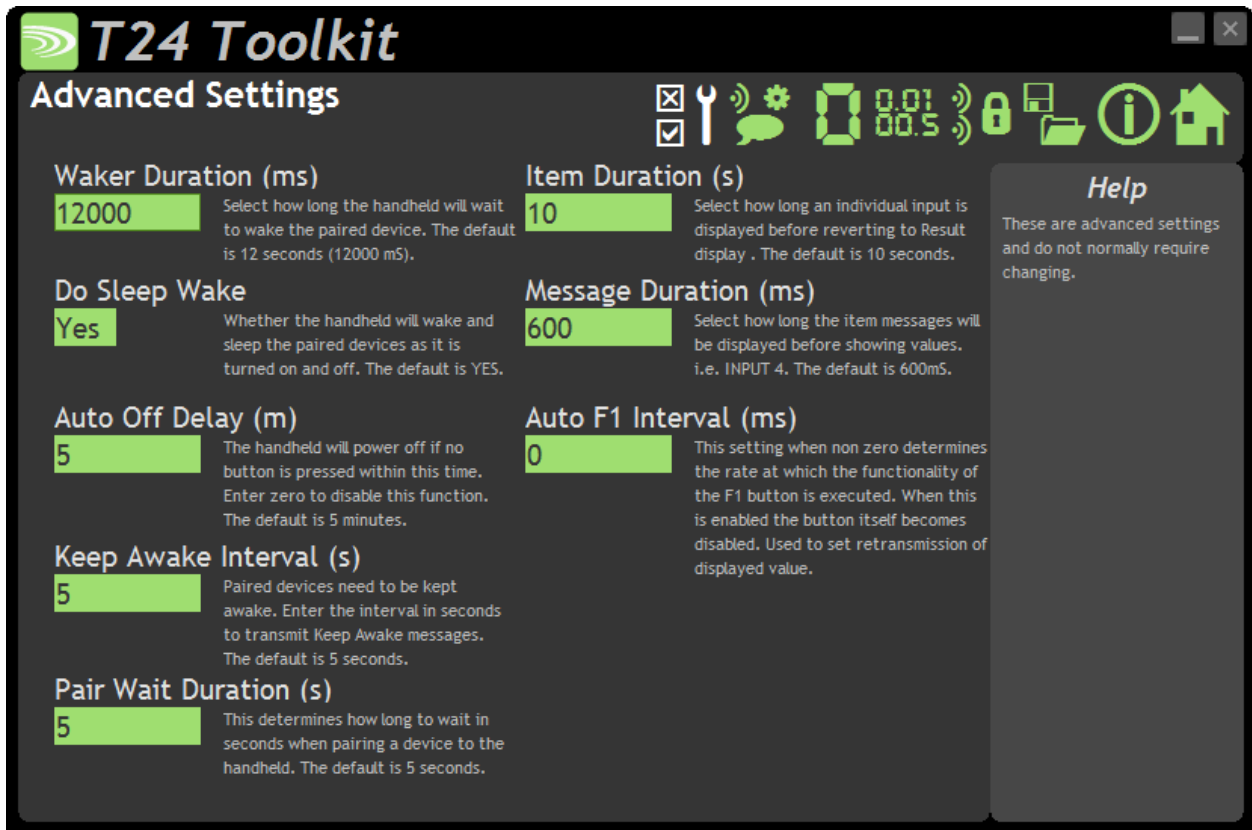 T24 Toolkit
Advanced Settings
0.01
00.5
Waker Duration (ms)
12000
Select how long the handheld will wait
to wake the paired device. The default
is 12 seconds (12000 mS).
Do Sleep Wake
Yes
Whether the handheld will wake and
sleep the paired devices as it is
turned on and off. The default is YES.
Auto Off Delay (m)
5
The handheld will power off if no
button is pressed within this time.
Enter zero to disable this function.
The default is 5 minutes.
Keep Awake Interval (s)
5
Paired devices need to be kept
awake. Enter the interval in seconds
to transmit Keep Awake messages.
The default is 5 seconds.
Pair Wait Duration (s)
5
This determines how long to wait in
seconds when pairing a device to the
handheld. The default is 5 seconds.
Item Duration (s)
10
Select how long an individual input is
displayed before reverting to Result
display . The default is 10 seconds.
Message Duration (ms)
600
Select how long the item messages will
be displayed before showing values.
i.e. INPUT 4. The default is 600mS.
Auto F1 Interval (ms)
0
This setting when non zero determines
the rate at which the functionality of
the F1 button is executed. When this
is enabled the button itself becomes
disabled. Used to set retransmission of
displayed value.
Help
These are advanced settings
and do not normally require
changing.